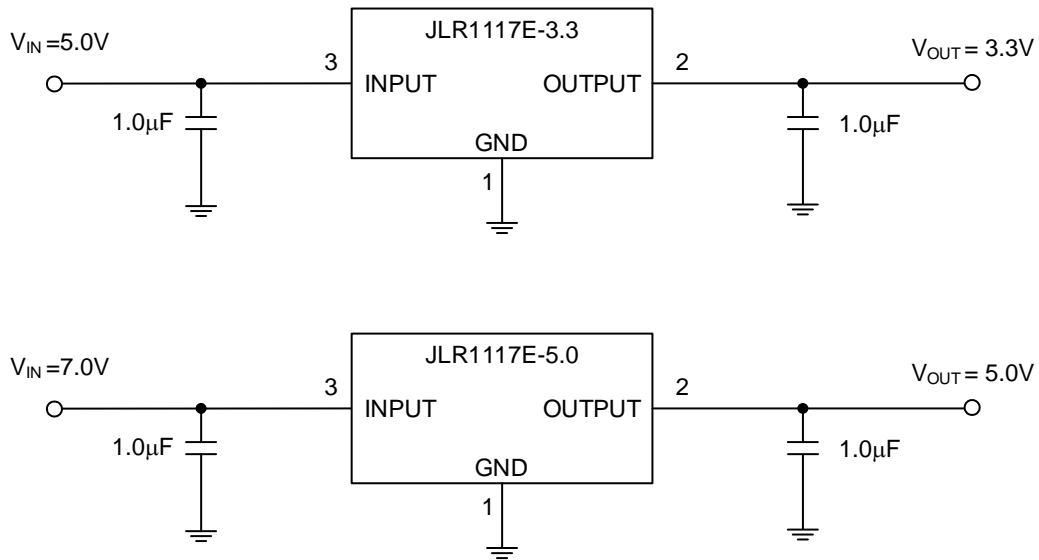 JLR1117E-3.3
V_IN =5.0V
V_OUT = 3.3V
3
2
INPUT
OUTPUT
1.0μF
1.0μF
GND
1
JLR1117E-5.0
V_IN =7.0V
V_OUT = 5.0V
3
2
INPUT
OUTPUT
1.0μF
1.0μF
GND
1